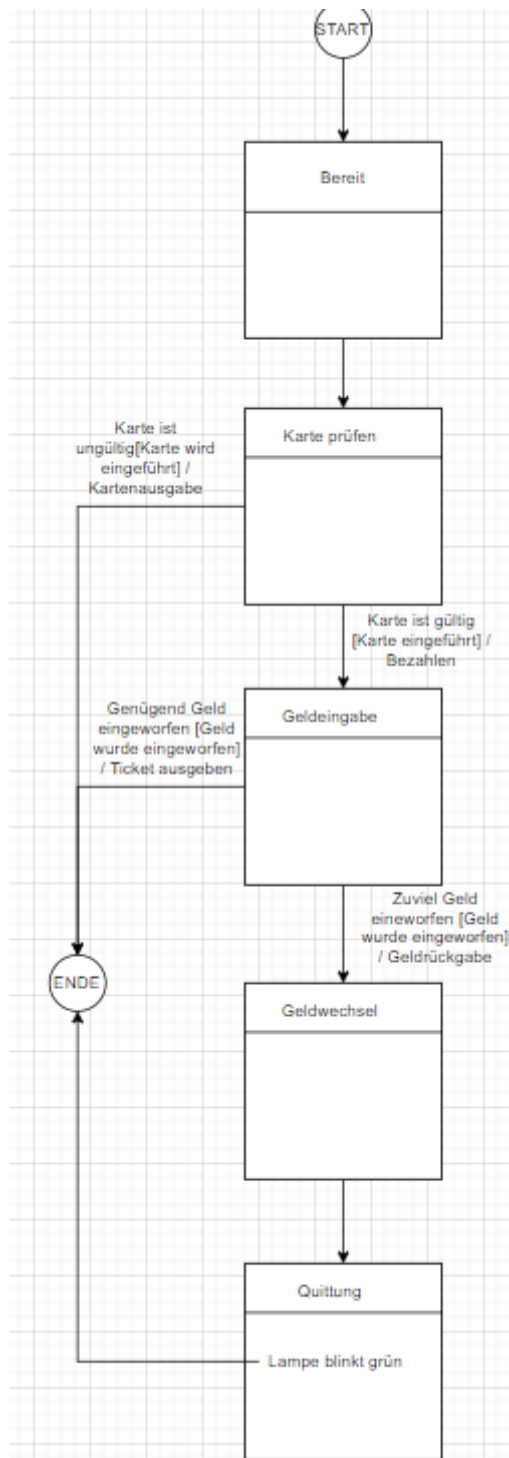 START
Bereit
Karte prüfen
Karte ist
ungültig[Karte wird
eingeführt] /
Kartenausgabe
Karte ist gültig
[Karte eingeführt] /
Bezahlen
Geldeingabe
Genügend Geld
eingeworfen [Geld
wurde eingeworfen]
/ Ticket ausgeben
Zuviel Geld
eineworfen [Geld
wurde eingeworfen]
/ Geldrückgabe
ENDE
Geldwechsel
Quittung
Lampe blinkt grün